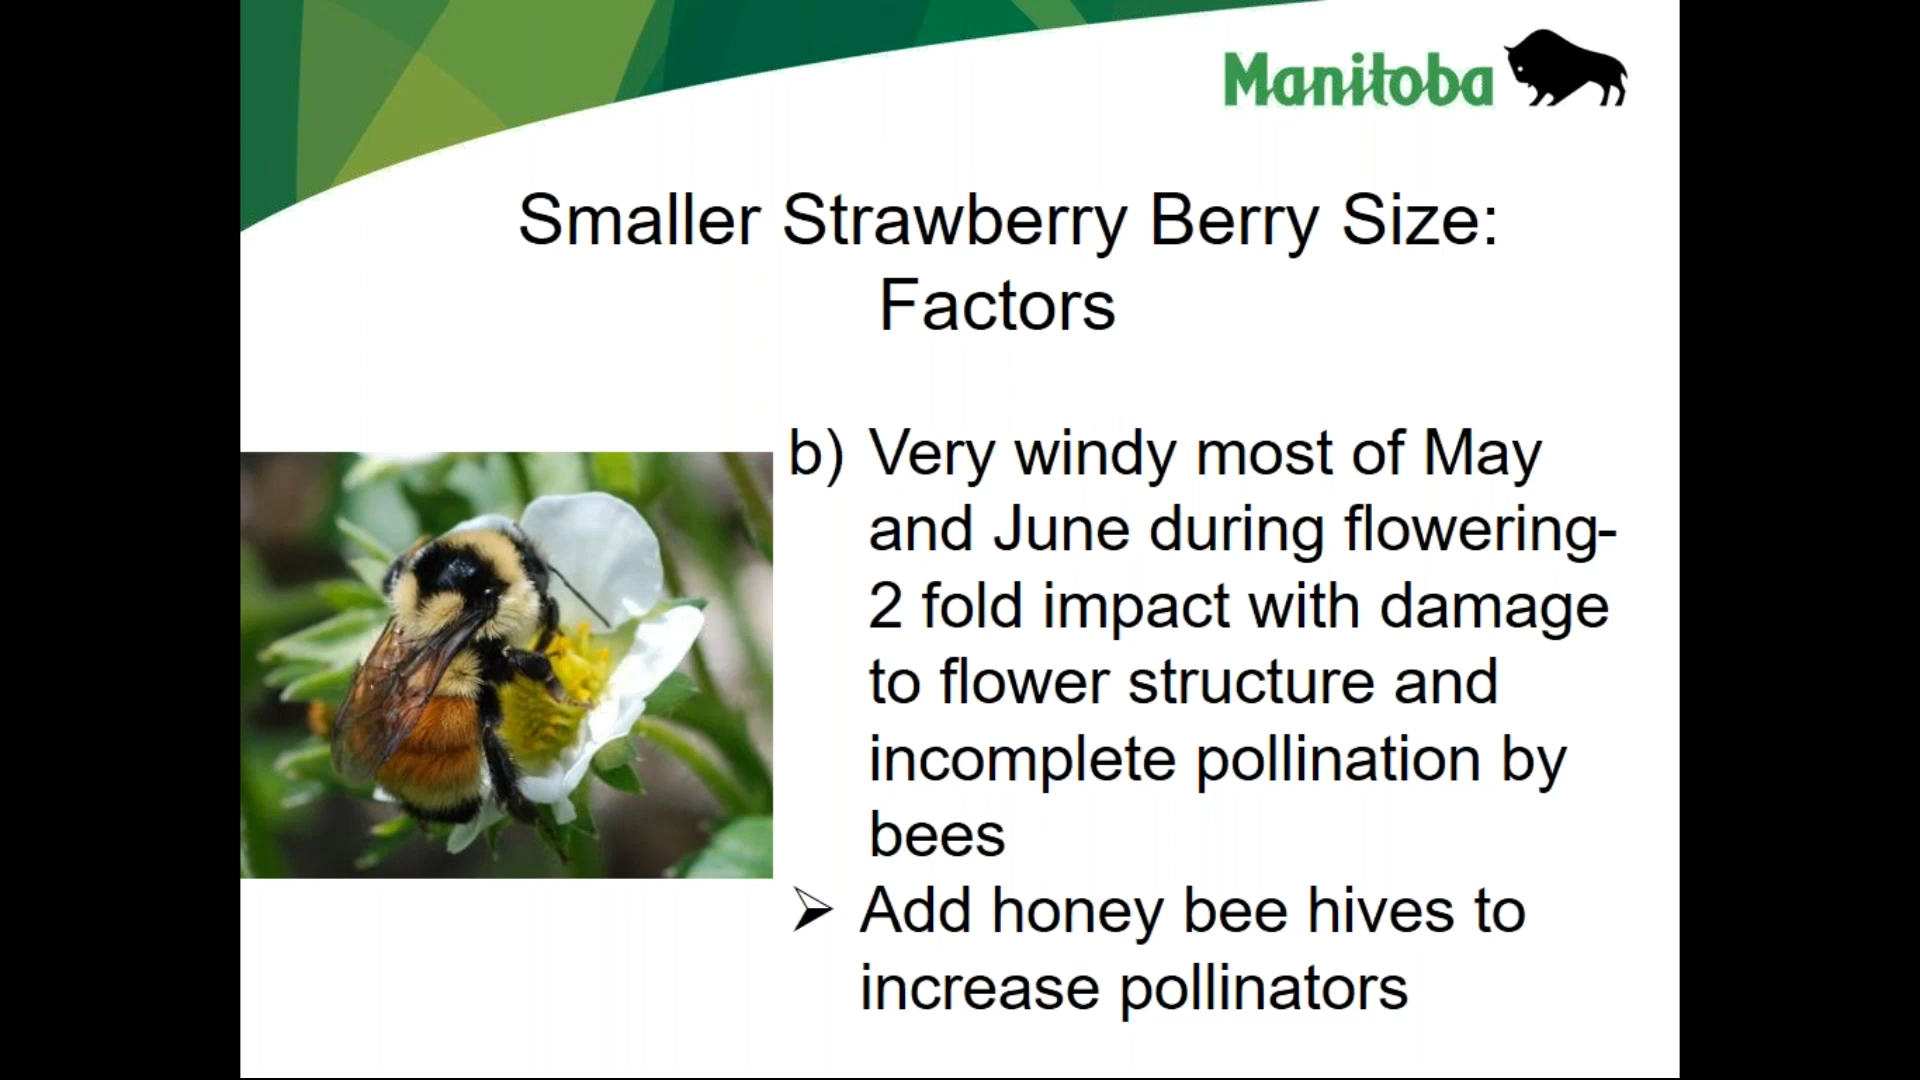 Manitoba
Smaller Strawberry Berry Size:
Factors
b) Very windy most of May
and June during flowering-
2 fold impact with damage
to flower structure and
incomplete pollination by
bees
➢ Add honey bee hives to
increase pollinators